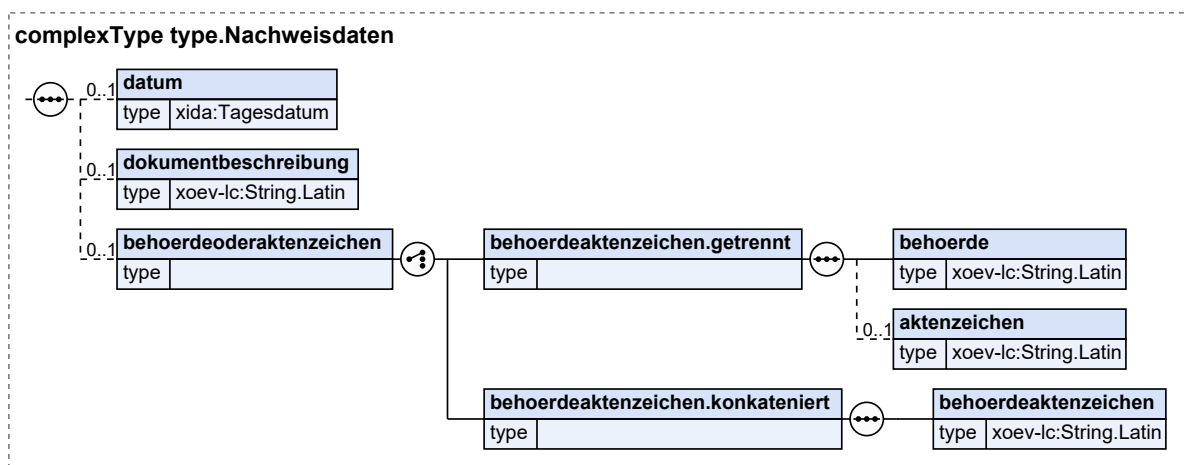 complexType type.Nachweisdaten
0..1
datum
type xida:Tagesdatum
0..1
dokumentbeschreibung
type xoev-lc:String.Latin
0..1
behoerdeoderaktenzeichen
type
behoerdeaktenzeichen.getrennt
type
behoerde
type xoev-lc:String.Latin
0..1
aktenzeichen
type xoev-lc:String.Latin
behoerdeaktenzeichen.konkateniert
type
behoerdeaktenzeichen
type xoev-lc:String.Latin